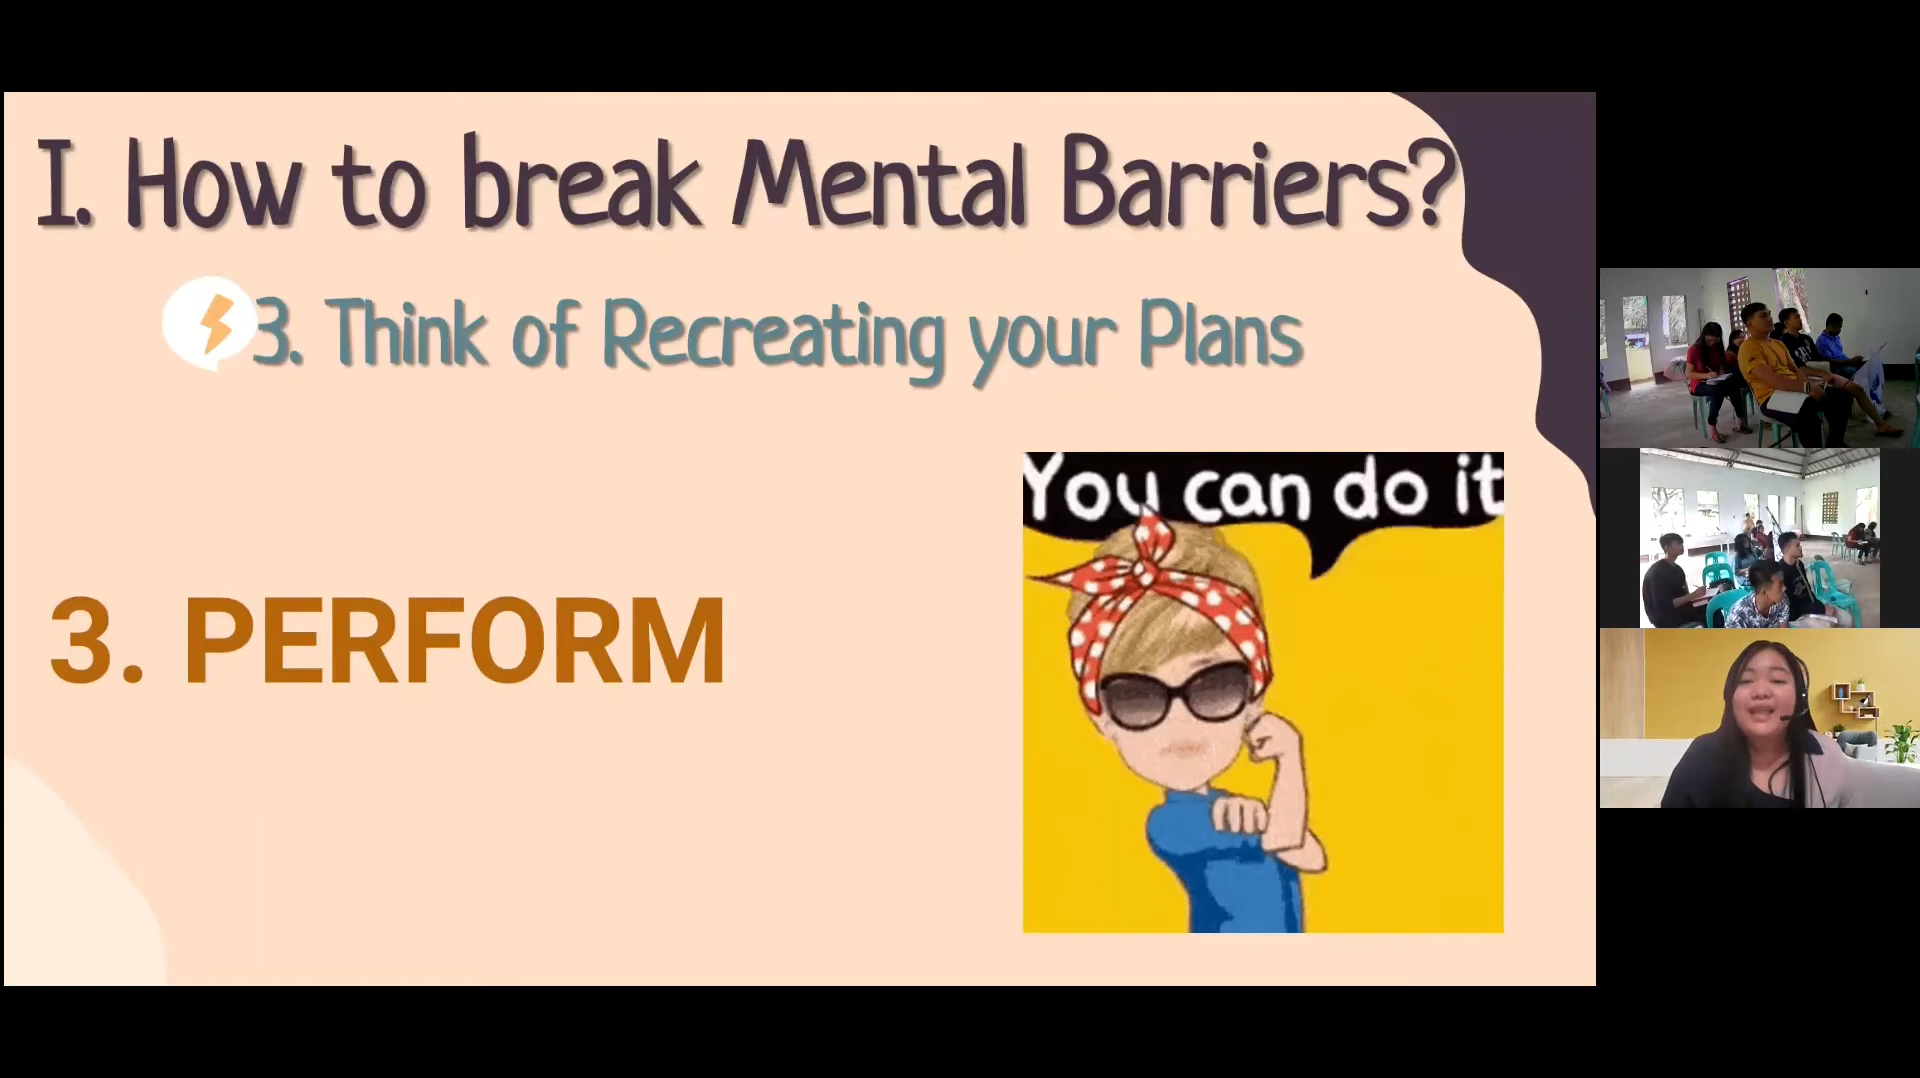 I. How to break Mental Barriers?
3. Think of Recreating your Plans
You can do it
3. PERFORM